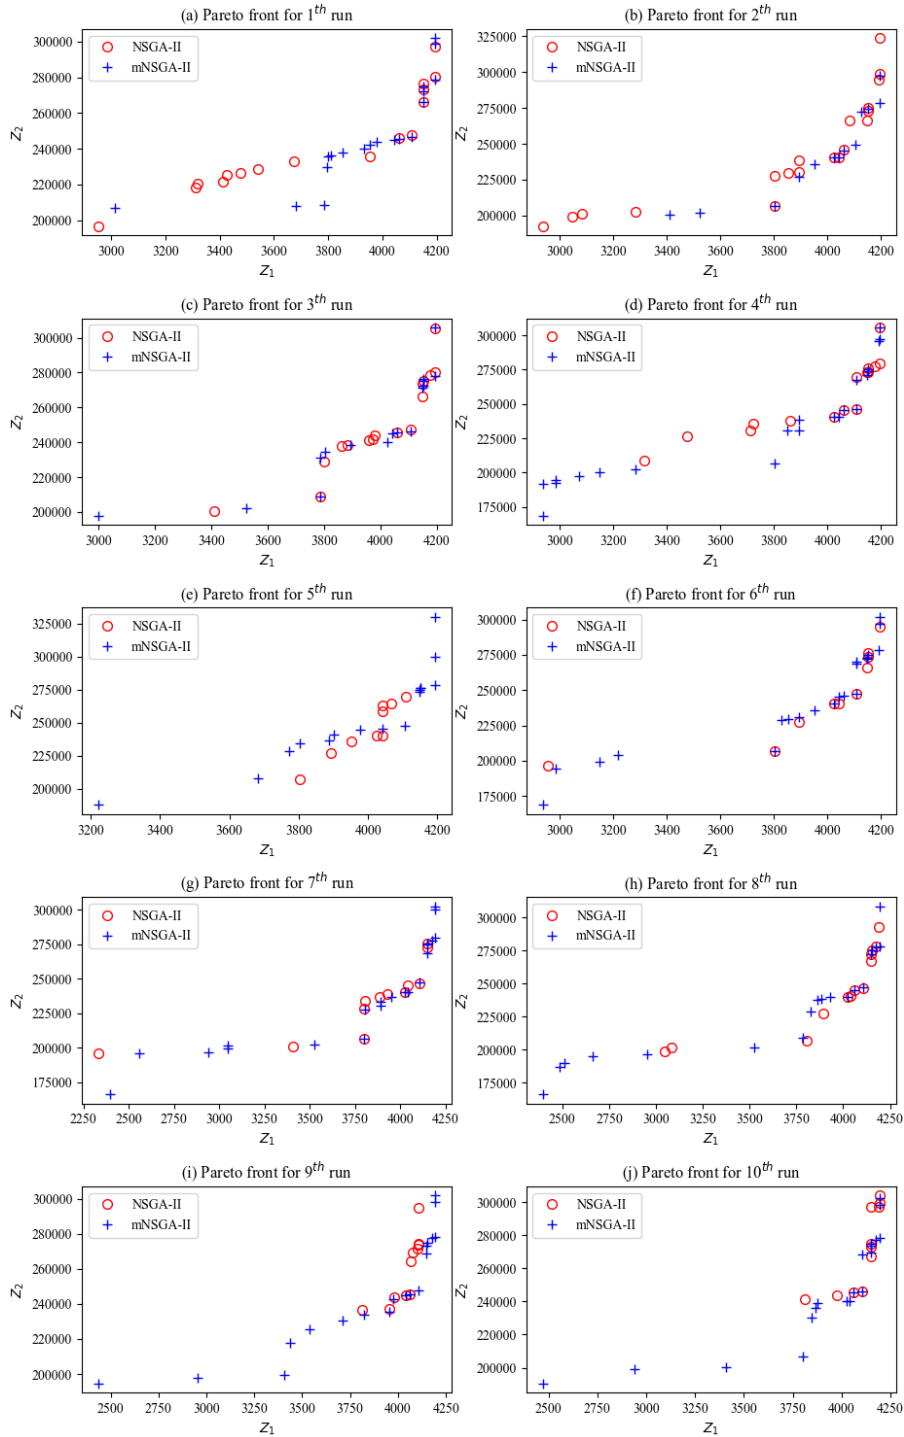 (a) Pareto front for 1th run
300000
280000
260000
240000
220000
200000
Z2
NSGA-II
mNSGA-II
3000
3200
3400
3600
3800
4000
4200
Z1
(b) Pareto front for 2th run
325000
300000
275000
250000
225000
200000
Z2
NSGA-II
mNSGA-II
3000
3200
3400
3600
3800
4000
4200
Z1
(c) Pareto front for 3th run
300000
280000
260000
240000
220000
200000
Z2
NSGA-II
mNSGA-II
3000
3200
3400
3600
3800
4000
4200
Z1
(d) Pareto front for 4th run
300000
275000
250000
225000
200000
175000
Z2
NSGA-II
mNSGA-II
3000
3200
3400
3600
3800
4000
4200
Z1
(e) Pareto front for 5th run
325000
300000
275000
250000
225000
200000
Z2
NSGA-II
mNSGA-II
3200
3400
3600
3800
4000
4200
Z1
(f) Pareto front for 6th run
300000
275000
250000
225000
200000
175000
Z2
NSGA-II
mNSGA-II
3000
3200
3400
3600
3800
4000
4200
Z1
(g) Pareto front for 7th run
300000
275000
250000
225000
200000
175000
Z2
NSGA-II
mNSGA-II
2250
2500
2750
3000
3250
3500
3750
4000
4250
Z1
(h) Pareto front for 8th run
300000
275000
250000
225000
200000
175000
Z2
NSGA-II
mNSGA-II
2500
2750
3000
3250
3500
3750
4000
4250
Z1
(i) Pareto front for 9th run
300000
280000
260000
240000
220000
200000
Z2
NSGA-II
mNSGA-II
2500
2750
3000
3250
3500
3750
4000
4250
Z1
(j) Pareto front for 10th run
300000
280000
260000
240000
220000
200000
Z2
NSGA-II
mNSGA-II
2500
2750
3000
3250
3500
3750
4000
4250
Z1